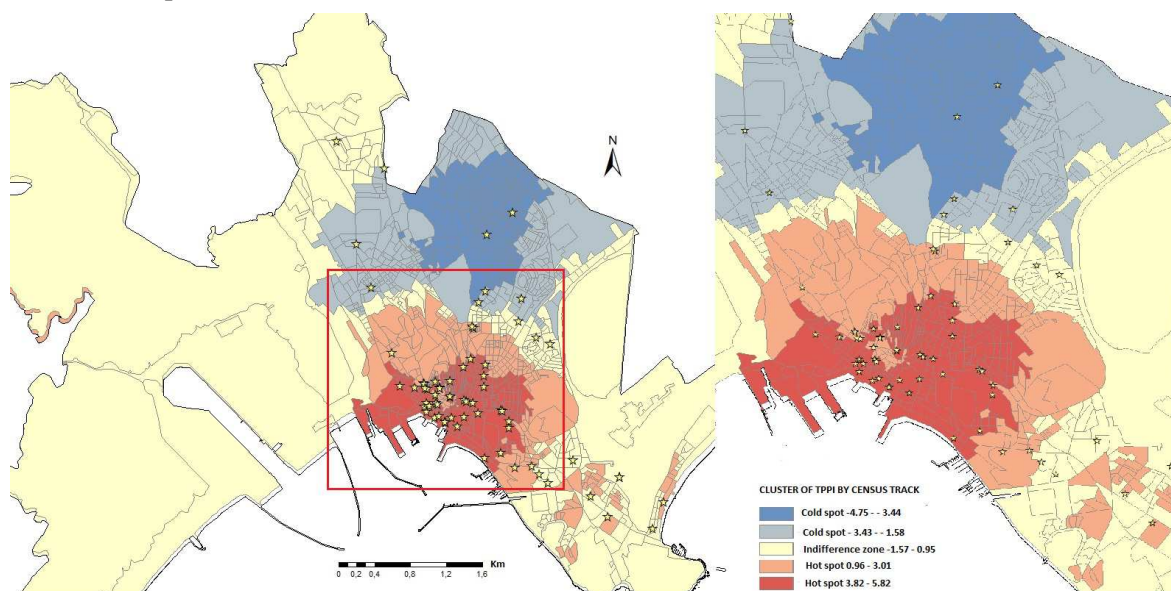 N
Km
0 0,2 0,4 0,8 1,2 1,6
CLUSTER OF TPPI BY CENSUS TRACK
Cold spot -4.75 - - 3.44
Cold spot - 3.43 - - 1.58
Indifference zone -1.57 - 0.95
Hot spot 0.96 - 3.01
Hot spot 3.82 - 5.82